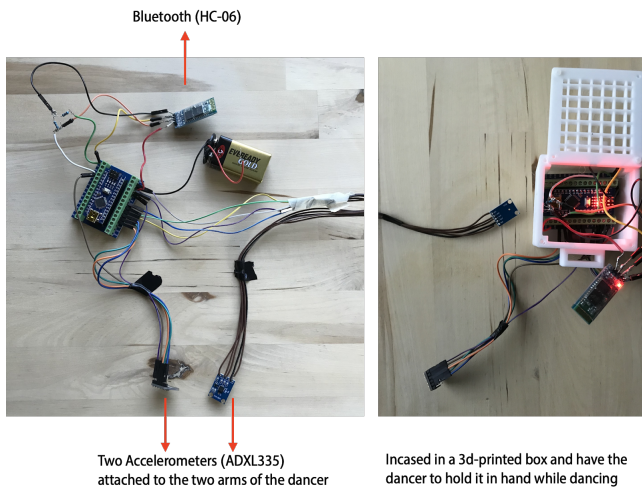 Bluetooth (HC-06)
EVEREADY
GOLD
Two Accelerometers (ADXL335)
attached to the two arms of the dancer
Incased in a 3d-printed box and have the
dancer to hold it in hand while dancing